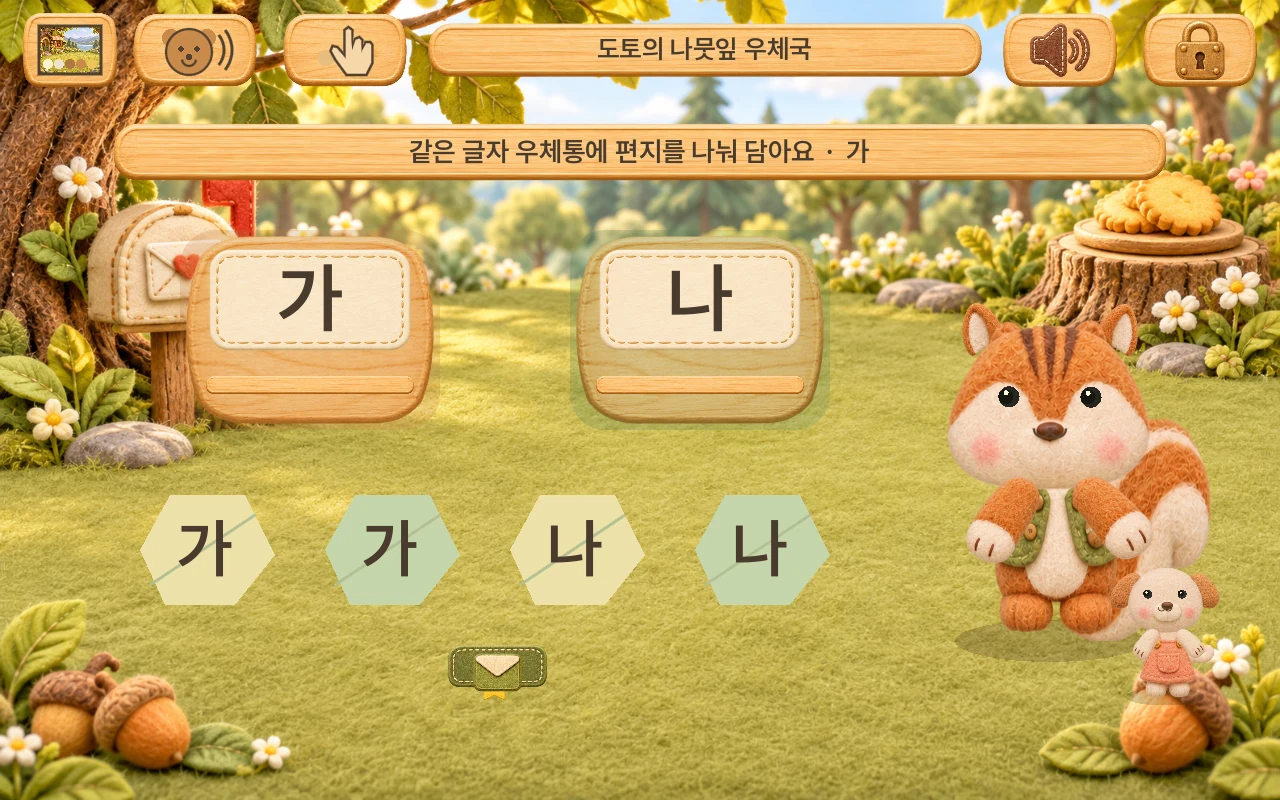 도토의 나뭇잎 우체국
같은 글자 우체통에 편지를 나눠 담아요 · 가
가 나
가 가 나 나